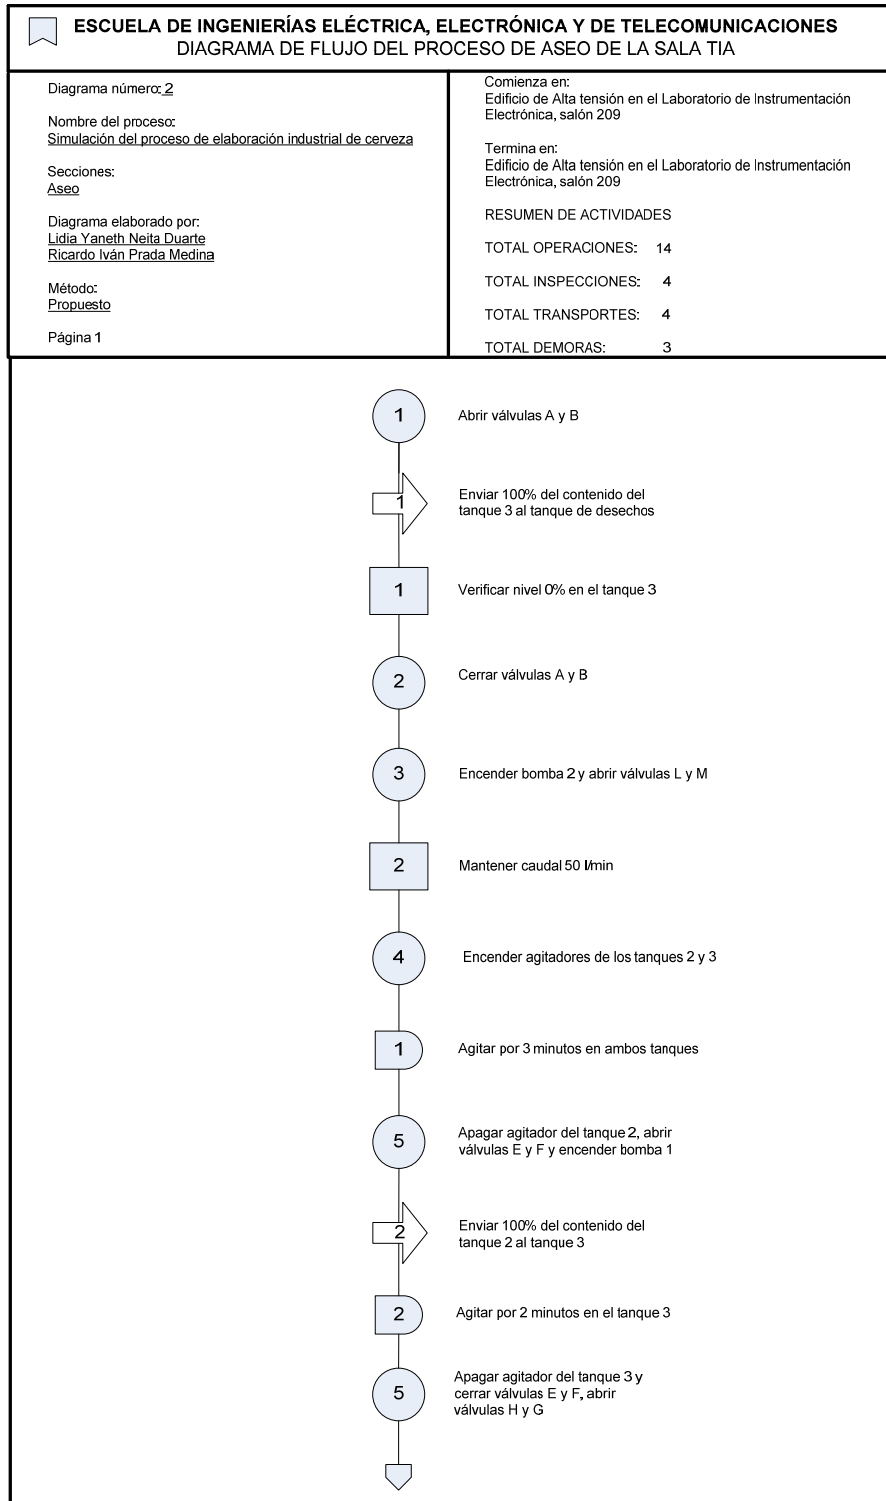 ESCUELA DE INGENIERÍAS ELÉCTRICA, ELECTRÓNICA Y DE TELECOMUNICACIONES
DIAGRAMA DE FLUJO DEL PROCESO DE ASEO DE LA SALA TIA
Diagrama número: 2
Nombre del proceso:
Simulación del proceso de elaboración industrial de cerveza
Secciones:
Aseo
Diagrama elaborado por:
Lidia Yaneth Neita Duarte
Ricardo Iván Prada Medina
Método:
Propuesto
Página 1
Comienza en:
Edificio de Alta tensión en el Laboratorio de Instrumentación
Electrónica, salón 209
Termina en:
Edificio de Alta tensión en el Laboratorio de Instrumentación
Electrónica, salón 209
RESUMEN DE ACTIVIDADES
TOTAL OPERACIONES: 14
TOTAL INSPECCIONES: 4
TOTAL TRANSPORTES: 4
TOTAL DEMORAS: 3
1 Abrir válvulas A y B
1 Enviar 100% del contenido del
tanque 3 al tanque de desechos
1 Verificar nivel 0% en el tanque 3
2 Cerrar válvulas A y B
3 Encender bomba 2 y abrir válvulas L y M
2 Mantener caudal 50 l/min
4 Encender agitadores de los tanques 2 y 3
1 Agitar por 3 minutos en ambos tanques
5 Apagar agitador del tanque 2, abrir
válvulas E y F y encender bomba 1
2 Enviar 100% del contenido del
tanque 2 al tanque 3
2 Agitar por 2 minutos en el tanque 3
5 Apagar agitador del tanque 3 y
cerrar válvulas E y F, abrir
válvulas H y G